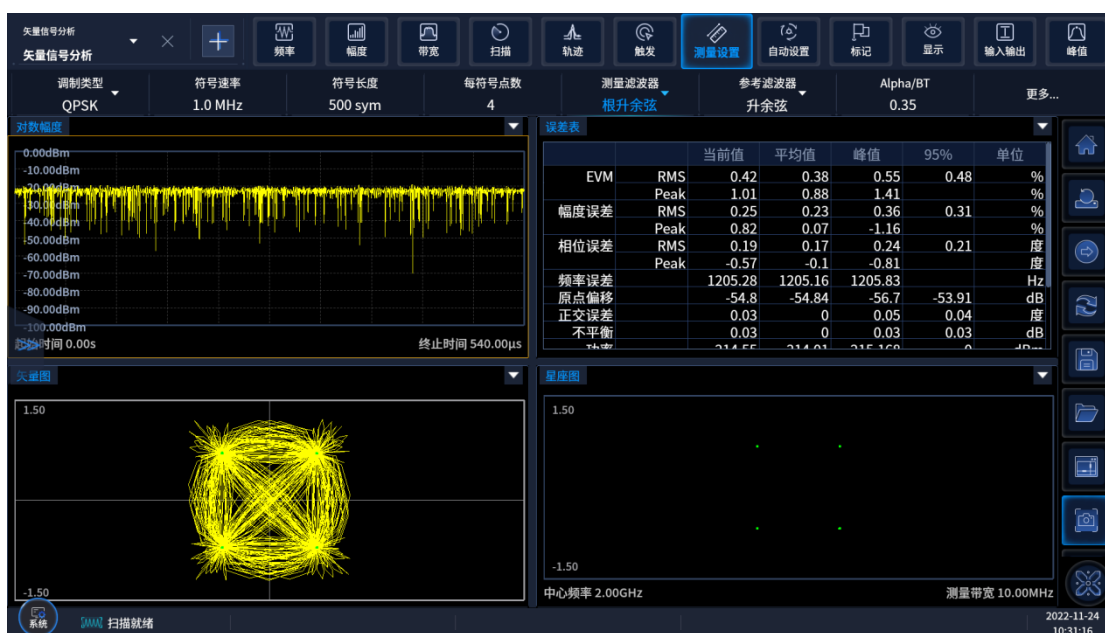 矢量信号分析
矢量信号分析
频率
幅度
带宽
扫描
轨迹
触发
测量设置
自动设置
标记
显示
输入输出
峰值
调制类型 符号速率 符号长度 每符号点数 测量滤波器 参考滤波器 Alpha/BT 更多...
QPSK 1.0 MHz 500 sym 4 根升余弦 升余弦 0.35
对数幅度
0.00dBm
-10.00dBm
-20.00dBm
-30.00dBm
-40.00dBm
-50.00dBm
-60.00dBm
-70.00dBm
-80.00dBm
-90.00dBm
-100.00dBm
起始时间 0.00s 终止时间 540.00µs
误差表
当前值 平均值 峰值 95% 单位
EVM RMS 0.42 0.38 0.55 0.48 %
Peak 1.01 0.88 1.41 %
幅度误差 RMS 0.25 0.23 0.36 0.31 %
Peak 0.82 0.07 -1.16 %
相位误差 RMS 0.19 0.17 0.24 0.21 度
Peak -0.57 -0.1 -0.81 度
频率误差 1205.28 1205.16 1205.83 Hz
原点偏移 -54.8 -54.84 -56.7 -53.91 dB
正交误差 0.03 0 0.05 0.04 度
不平衡 0.03 0 0.03 0.03 dB
矢量图
1.50
-1.50
星座图
1.50
-1.50
中心频率 2.00GHz 测量带宽 10.00MHz
系统
扫描就绪
2022-11-24
10:31:16